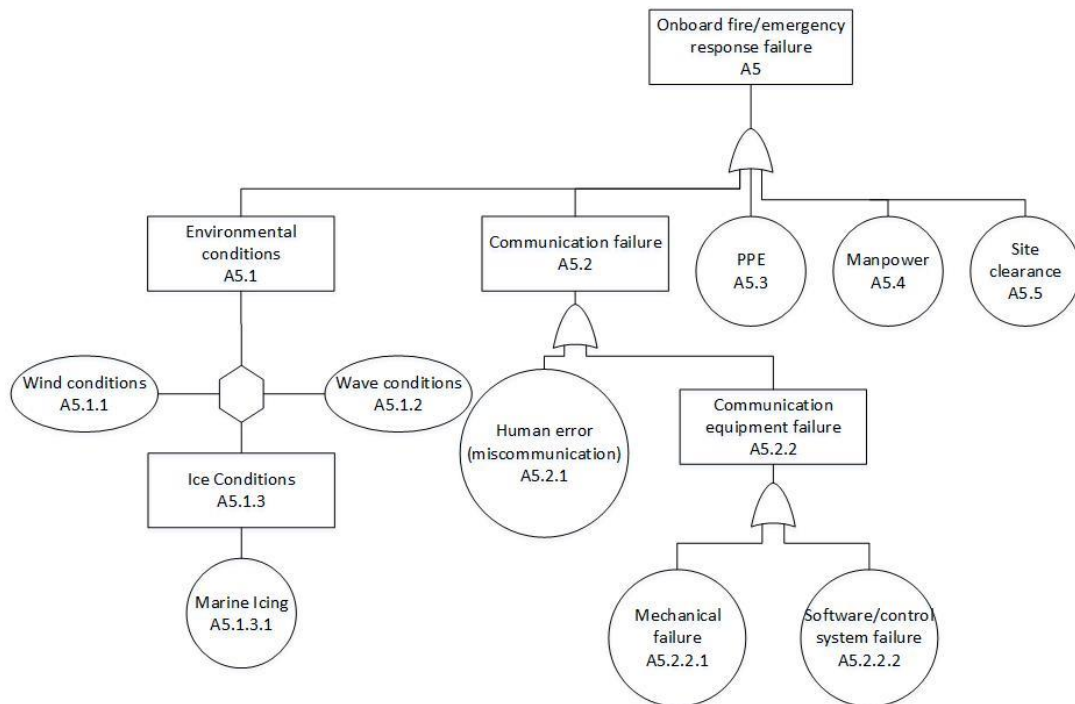 Onboard fire/emergency
response failure
A5
Environmental
conditions
A5.1
Communication failure
A5.2
PPE
A5.3
Manpower
A5.4
Site
clearance
A5.5
Wind conditions
A5.1.1
Wave conditions
A5.1.2
Human error
(miscommunication)
A5.2.1
Communication
equipment failure
A5.2.2
Ice Conditions
A5.1.3
Marine Icing
A5.1.3.1
Mechanical
failure
A5.2.2.1
Software/control
system failure
A5.2.2.2